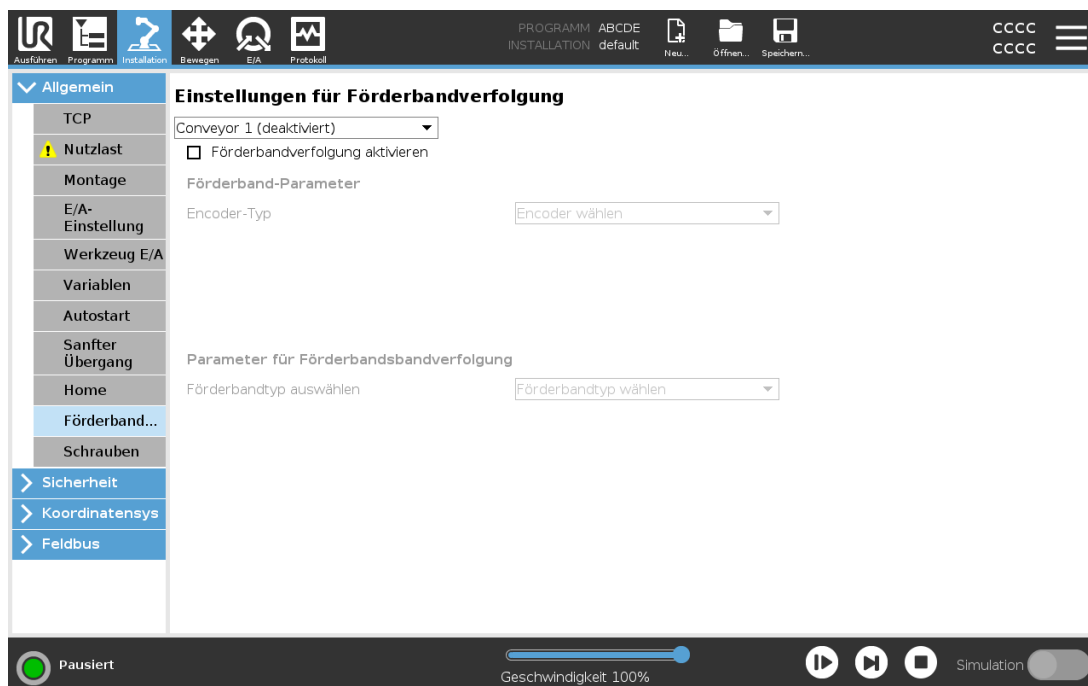 PROGRAMM ABCDE
INSTALLATION default
CCCC
CCCC
Ausführen
Programm
Installation
Bewegen
E/A
Protokoll
Neu...
Öffnen...
Speichern...
Allgemein
TCP
Nutzlast
Montage
E/A-
Einstellung
Werkzeug E/A
Variablen
Autostart
Sanfter
Übergang
Home
Förderband...
Schrauben
Sicherheit
Koordinatensys
Feldbus
Einstellungen für Förderbandverfolgung
Conveyor 1 (deaktiviert)
Förderbandverfolgung aktivieren
Förderband-Parameter
Encoder-Typ
Encoder wählen
Parameter für Förderbandsbandverfolgung
Förderbandtyp auswählen
Förderbandtyp wählen
Pausiert
Geschwindigkeit 100%
Simulation